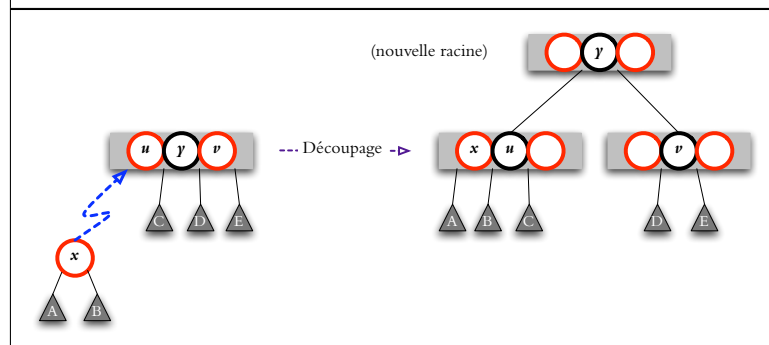 (nouvelle racine)
y
u y v
Découpage
x u
v
C D E
A B C
D E
x
A B